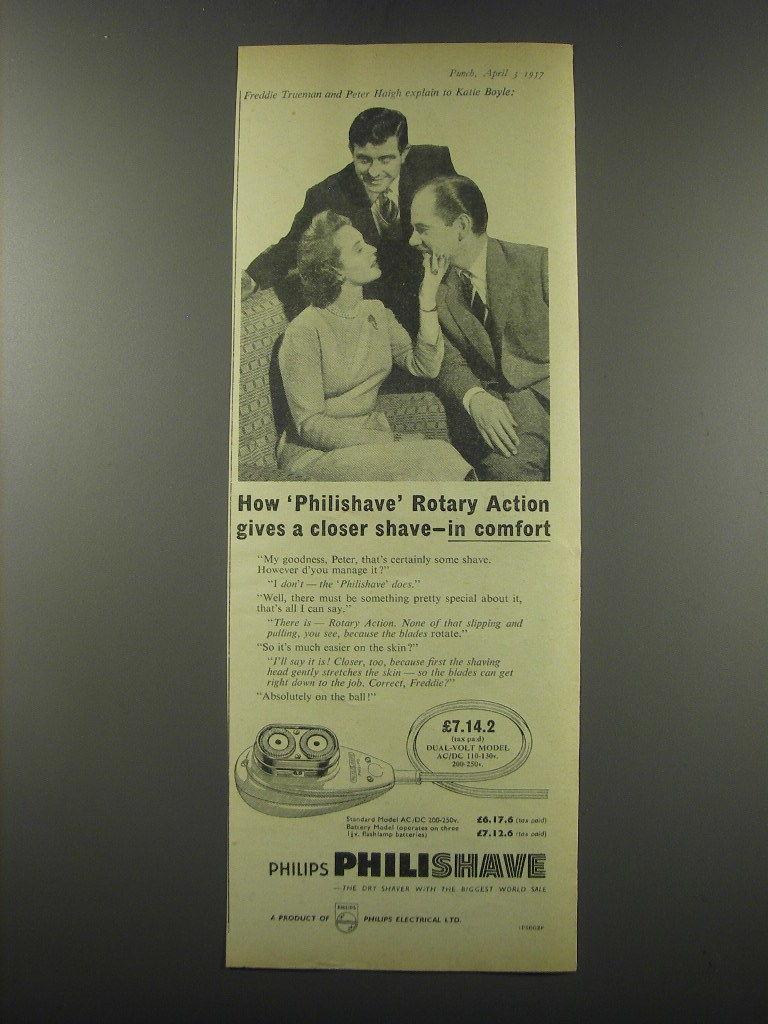 Punch, April 3 1957
Freddie Trueman and Peter Haigh explain to Katie Boyle:
How ‘Philishave’ Rotary Action
gives a closer shave—in comfort
“My goodness, Peter, that's certainly some shave.
However d'you manage it?”
“I don't — the ‘Philishave’ does.”
“Well, there must be something pretty special about it,
that's all I can say.”
“There is — Rotary Action. None of that slipping and
pulling, you see, because the blades rotate.”
“So it's much easier on the skin?”
“I'll say it is! Closer, too, because first the shaving
head gently stretches the skin — so the blades can get
right down to the job. Correct, Freddie?”
“Absolutely on the ball!”
£7.14.2
(tax paid)
DUAL-VOLT MODEL
AC/DC 110-130v.
200-250v.
Standard Model AC/DC 200-250v. £6.17.6 (tax paid)
Battery Model (operates on three
1½v. flashlamp batteries) £7.12.6 (tax paid)
PHILIPS PHILISHAVE
—THE DRY SHAVER WITH THE BIGGEST WORLD SALE
A PRODUCT OF PHILIPS PHILIPS ELECTRICAL LTD.